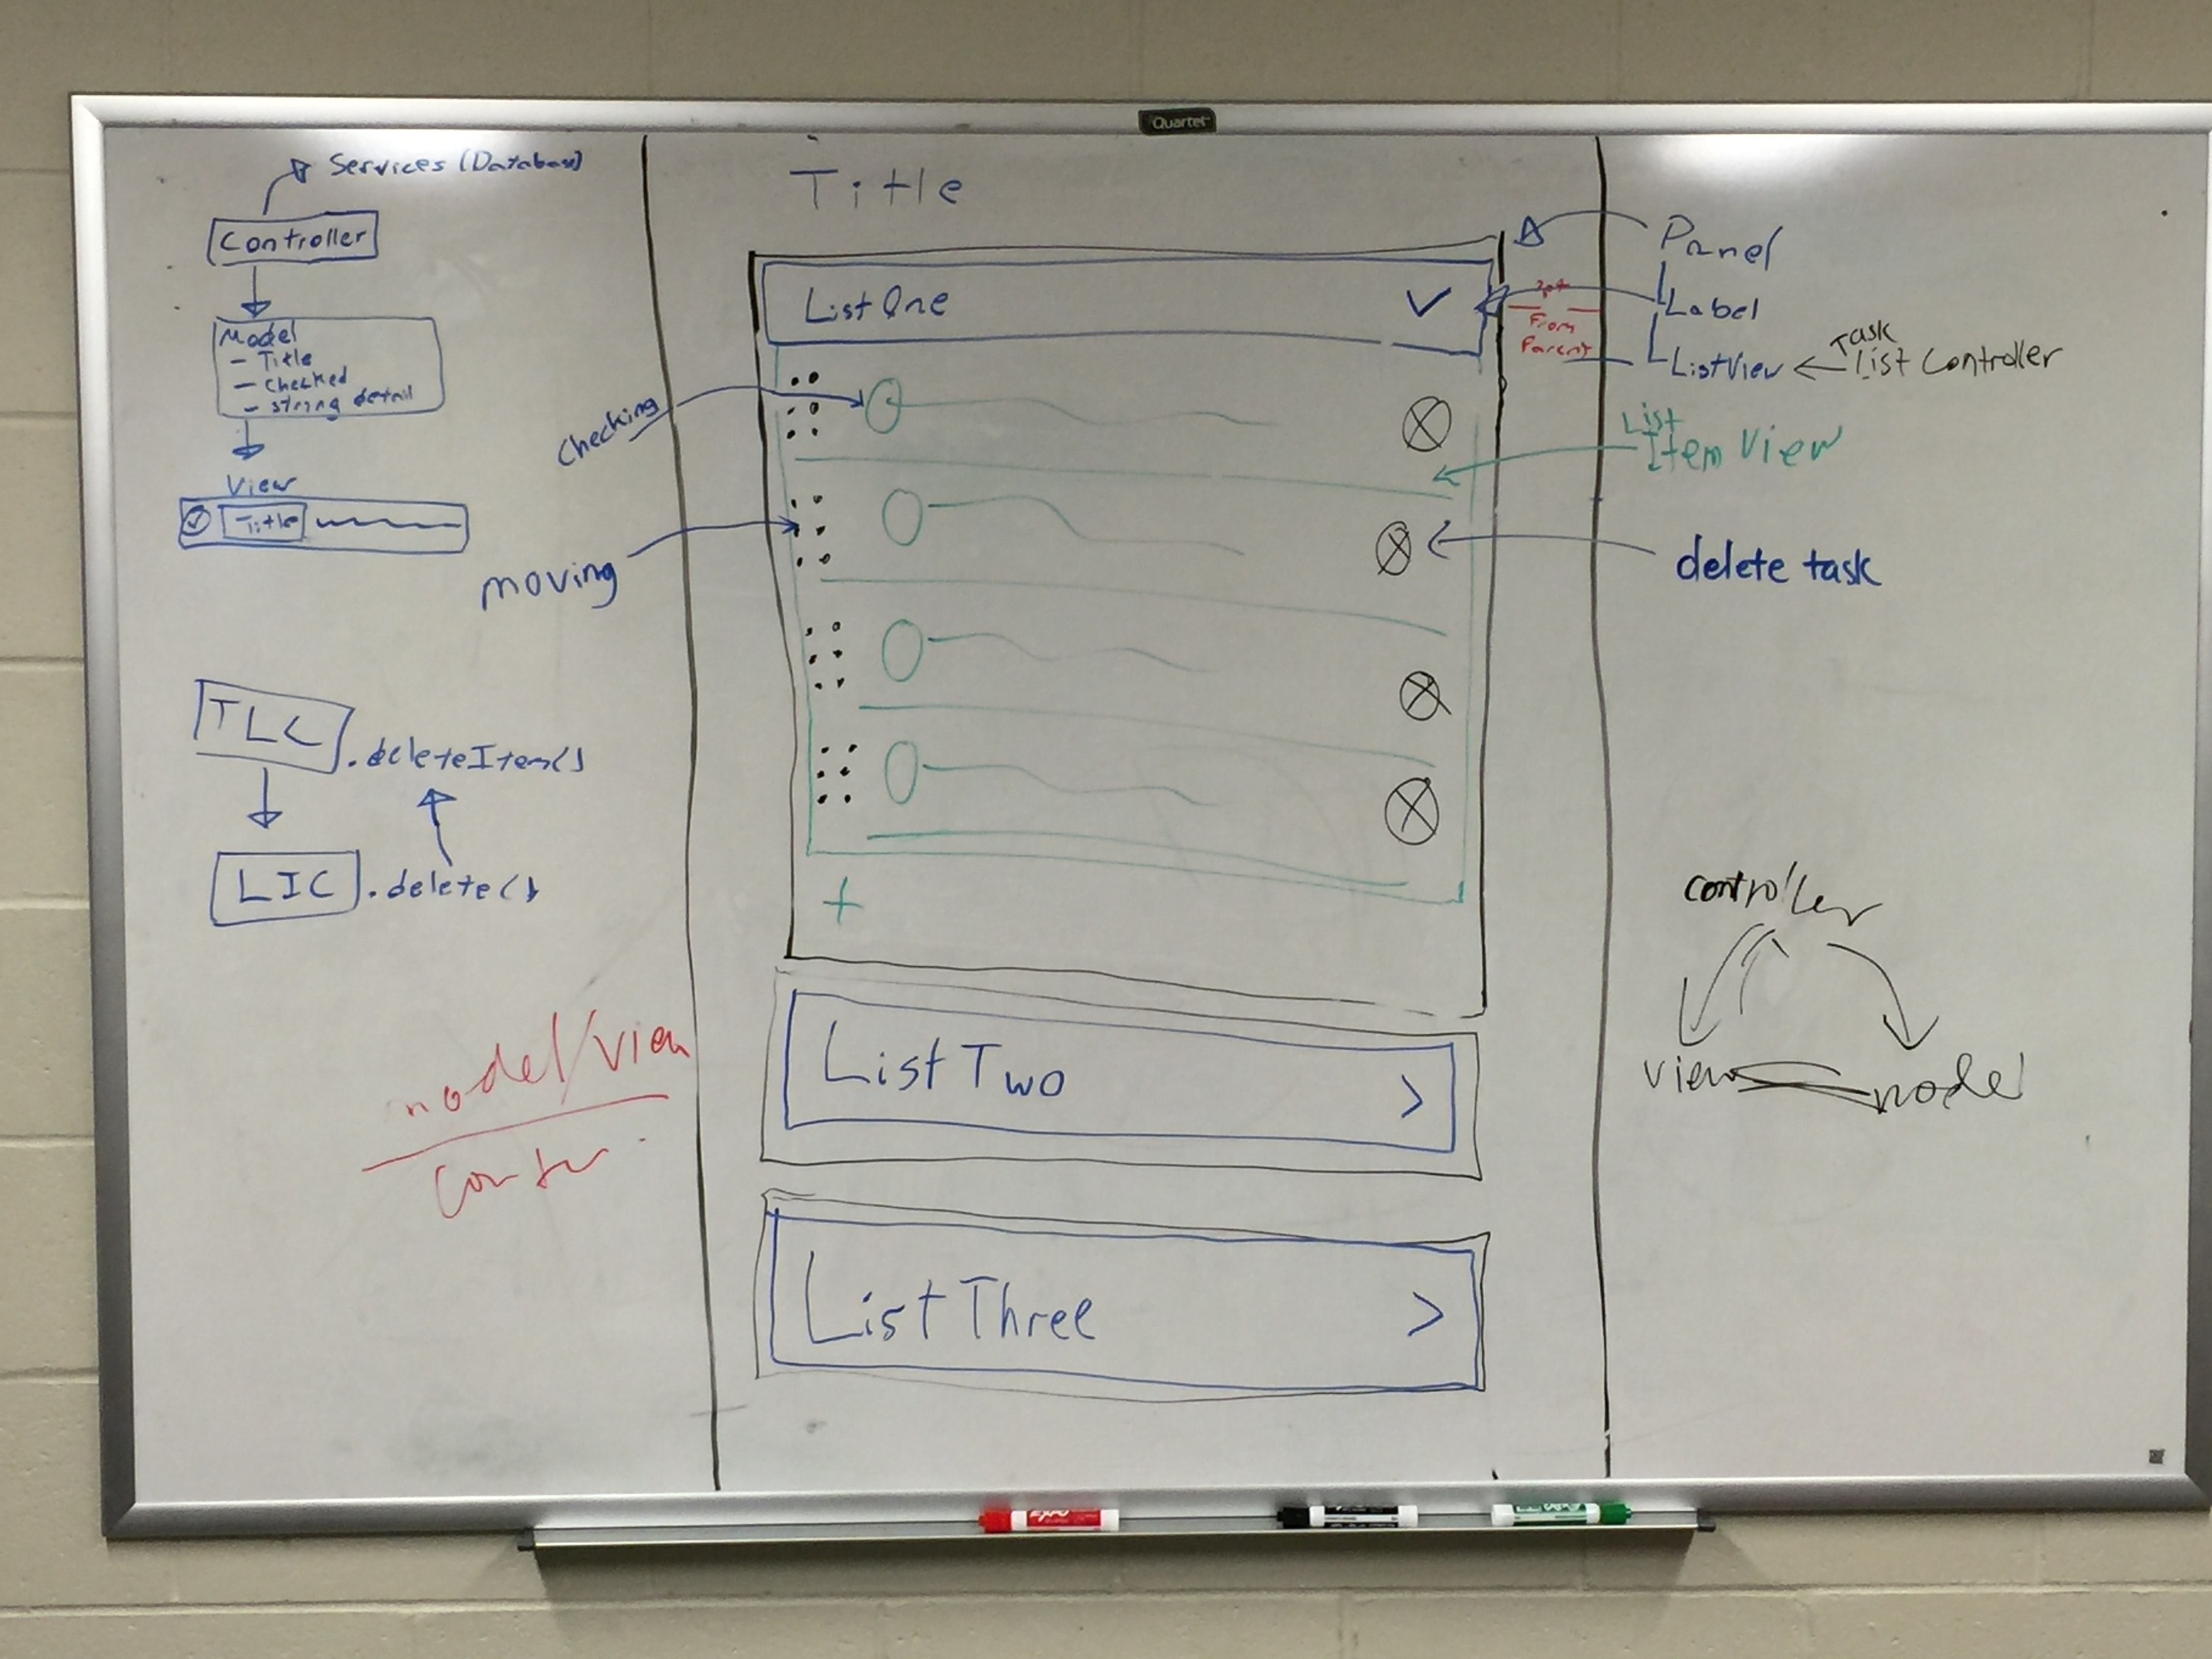 Quartet
Services (Database)
Controller
Model
- Title
- Checked
- string detail
View
Title
TLC
.deleteItem()
LIC
.delete()
model/view
Title
List One
Checking
moving
+
List Two
>
List Three
>
Panel
Label
ListView
Task
List Controller
From
Parent
List
Item View
delete task
controller
view
model
EXPO